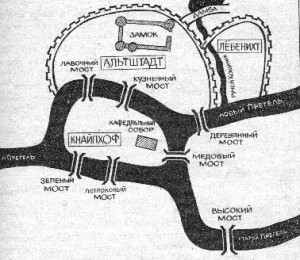 ДАМБА
ЗАМОК
АЛЬТШТАДТ
ЛЁБЕНИХТ
ЛАВОЧНЫЙ
МОСТ
КУЗНЕЧНЫЙ
МОСТ
НОВЫЙ ПРЕГЕЛЬ
КАФЕДРАЛЬНЫЙ
СОБОР
ДЕРЕВЯННЫЙ
МОСТ
КНАЙПХОФ
МЕДОВЫЙ
МОСТ
ПРЕГЕЛЬ
ЗЕЛЕНЫЙ
МОСТ
ПОТРОХОВЫЙ
МОСТ
ВЫСОКИЙ
МОСТ
СТАРЫЙ ПРЕГЕЛЬ